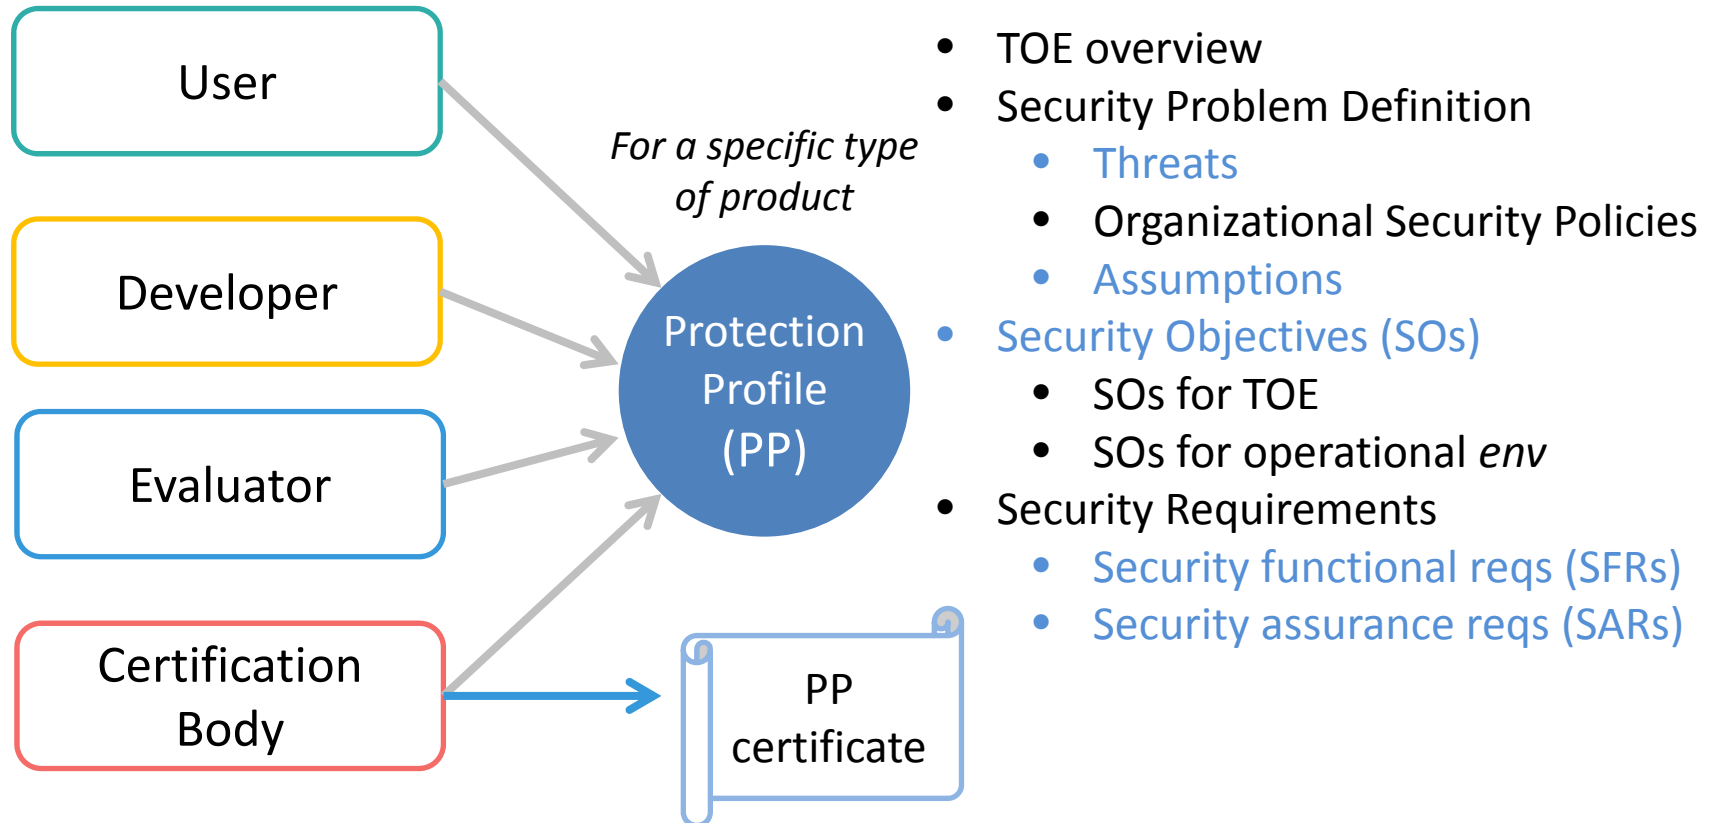 User
Developer
Evaluator
Certification
Body
For a specific type
of product
Protection
Profile
(PP)
PP
certificate
• TOE overview
• Security Problem Definition
• Threats
• Organizational Security Policies
• Assumptions
• Security Objectives (SOs)
• SOs for TOE
• SOs for operational env
• Security Requirements
• Security functional reqs (SFRs)
• Security assurance reqs (SARs)